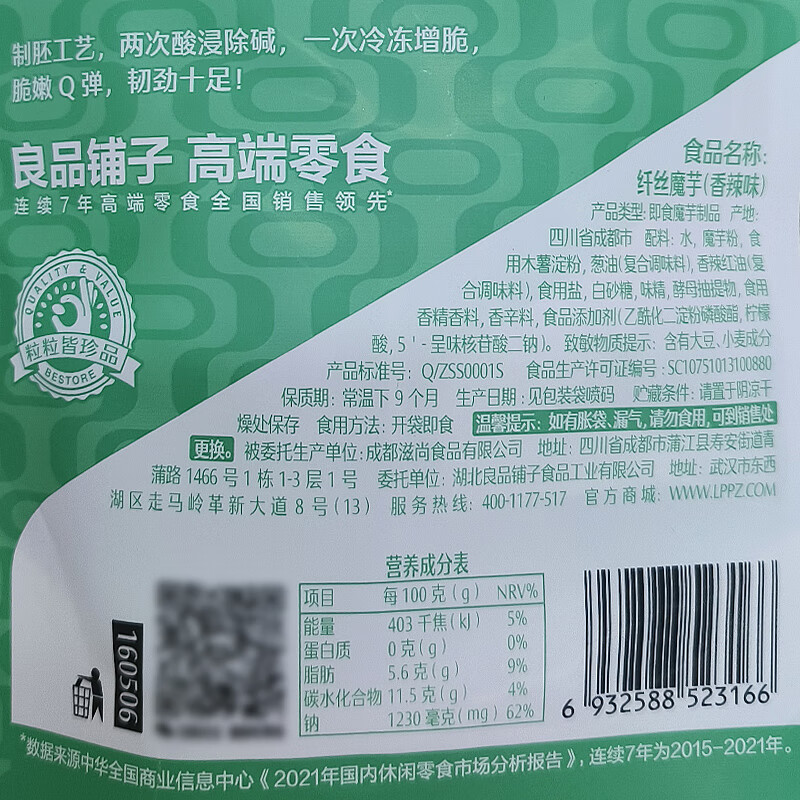 制胚工艺，两次酸浸除碱，一次冷冻增脆，
脆嫩Q弹，韧劲十足！
良品铺子 高端零食
连续7年高端零食全国销售领先*
QUALITY & VALUE
粒粒皆珍品
BESTORE
食品名称：
纤丝魔芋(香辣味)
产品类型：即食魔芋制品 产地：
四川省成都市 配料：水，魔芋粉，食
用木薯淀粉，葱油(复合调味料)，香辣红油(复
合调味料)，食用盐，白砂糖，味精，酵母抽提物，食用
香精香料，香辛料，食品添加剂(乙酰化二淀粉磷酸酯，柠檬
酸，5'-呈味核苷酸二钠)。 致敏物质提示：含有大豆、小麦成分
产品标准号：Q/ZSS0001S 食品生产许可证编号：SC10751013100880
保质期：常温下9个月 生产日期：见包装袋喷码 贮藏条件：请置于阴凉干
燥处保存 食用方法：开袋即食 温馨提示：如有胀袋、漏气，请勿食用，可到销售处
更换。 被委托生产单位：成都滋尚食品有限公司 地址：四川省成都市蒲江县寿安街道青
蒲路1466号1栋1-3层1号 委托单位：湖北良品铺子食品工业有限公司 地址：武汉市东西
湖区走马岭革新大道8号(13) 服务热线：400-1177-517 官方商城：WWW.LPPZ.COM
营养成分表
项目 每100克(g) NRV%
能量 403千焦(kJ) 5%
蛋白质 0克(g) 0%
脂肪 5.6克(g) 9%
碳水化合物 11.5克(g) 4%
钠 1230毫克(mg) 62%
160506
6 932588 523166
*数据来源中华全国商业信息中心《2021年国内休闲零食市场分析报告》，连续7年为2015-2021年。